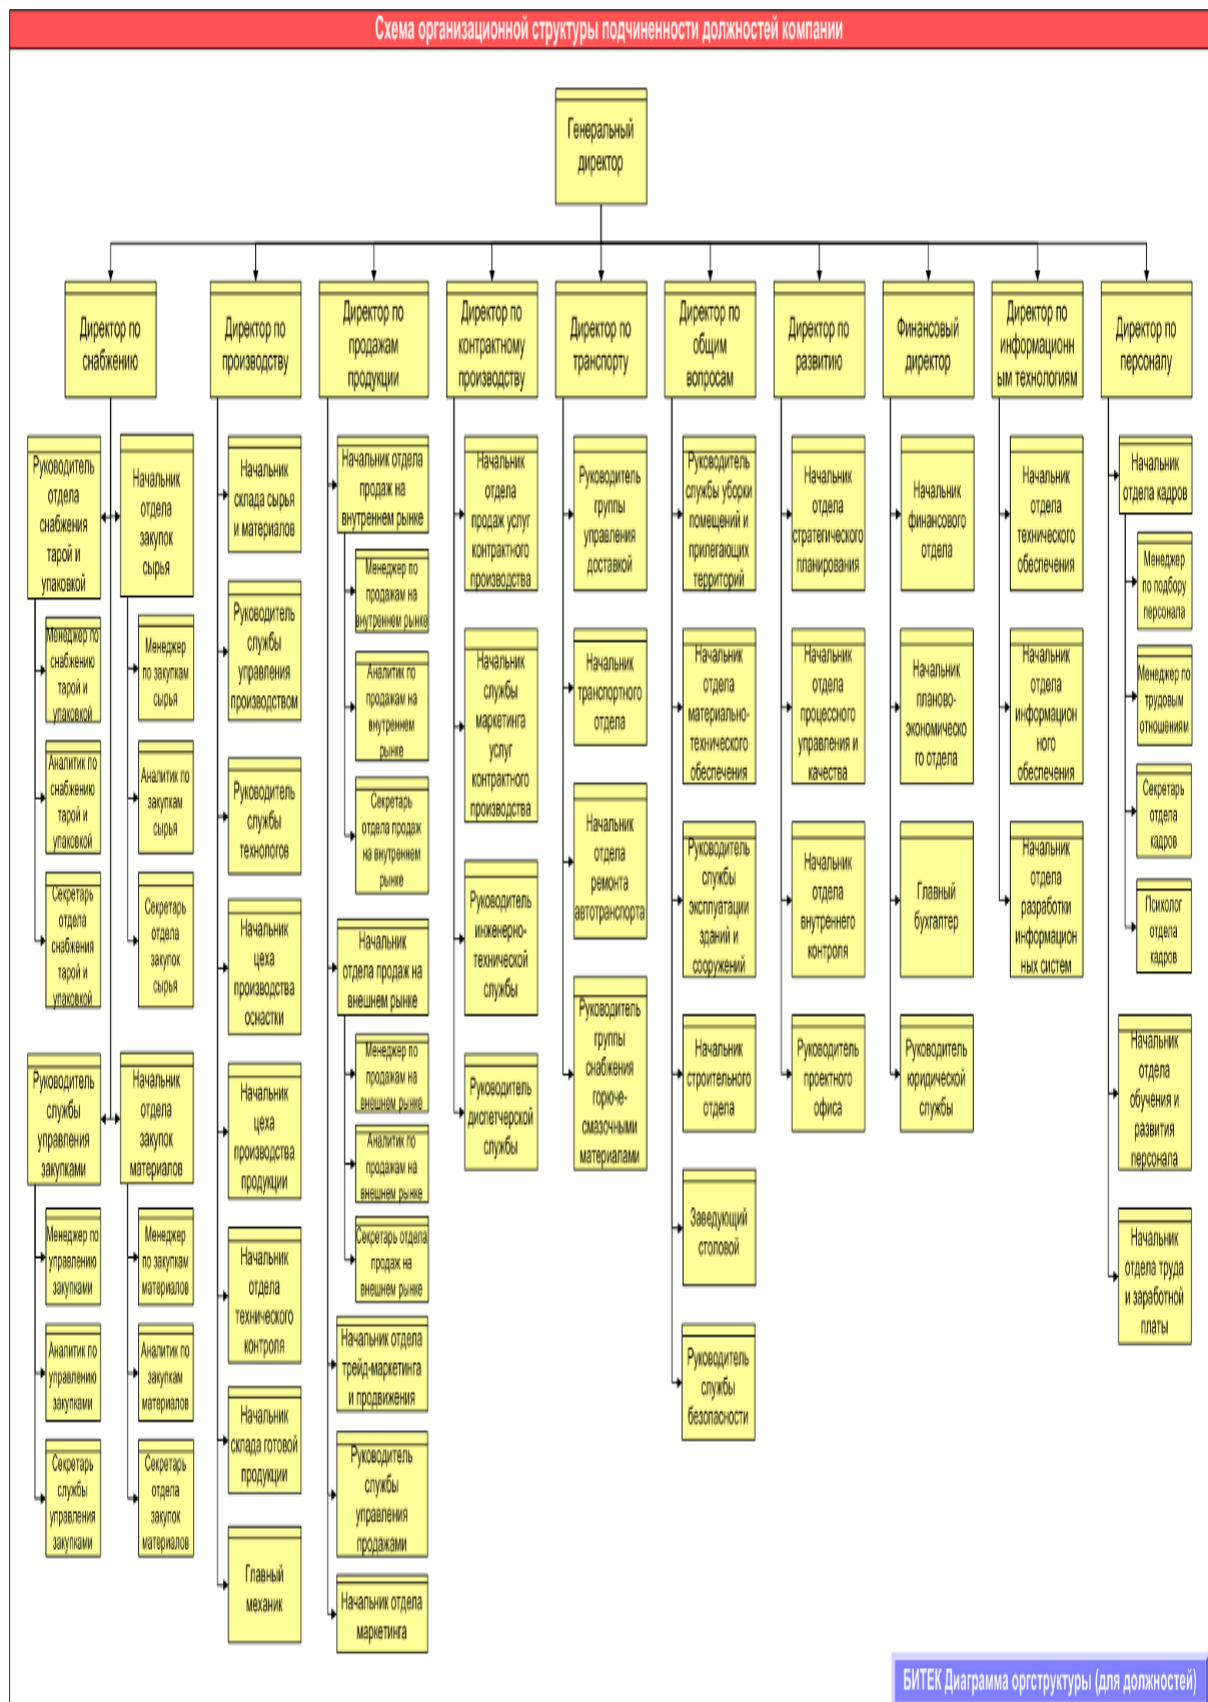 Схема организационной структуры подчиненности должностей компании
Генеральный
директор
Директор по
снабжению
Директор по
производству
Директор по
продажам
продукции
Директор по
контрактному
производству
Директор по
транспорту
Директор по
общим
вопросам
Директор по
развитию
Финансовый
директор
Директор по
информационн
ым технологиям
Директор по
персоналу
Руководитель
отдела
снабжения
тарой и
упаковкой
Менеджер по
снабжению
тарой и
упаковкой
Аналитик по
снабжению
тарой и
упаковкой
Секретарь
отдела
снабжения
тарой и
упаковкой
Начальник
отдела
закупок
сырья
Менеджер
по закупкам
сырья
Аналитик по
закупкам
сырья
Секретарь
отдела
закупок
сырья
Руководитель
службы
управления
закупками
Менеджер по
управлению
закупками
Аналитик по
управлению
закупками
Секретарь
службы
управления
закупками
Начальник
отдела
закупок
материалов
Менеджер
по закупкам
материалов
Аналитик по
закупкам
материалов
Секретарь
отдела
закупок
материалов
Начальник
склада сырья
и материалов
Руководитель
службы
управления
производством
Руководитель
службы
технологов
Начальник
цеха
производства
оснастки
Начальник
цеха
производства
продукции
Начальник
отдела
технического
контроля
Начальник
склада готовой
продукции
Главный
механик
Начальник отдела
продаж на
внутреннем рынке
Менеджер по
продажам на
внутреннем рынке
Аналитик по
продажам на
внутреннем
рынке
Секретарь
отдела продаж
на внутреннем
рынке
Начальник
отдела продаж на
внешнем рынке
Менеджер по
продажам на
внешнем рынке
Аналитик по
продажам на
внешнем рынке
Секретарь отдела
продаж на
внешнем рынке
Начальник отдела
трейд-маркетинга
и продвижения
Руководитель
службы
управления
продажами
Начальник отдела
маркетинга
Начальник
отдела
продаж услуг
контрактного
производства
Начальник
службы
маркетинга
услуг
контрактного
производства
Руководитель
инженерно-
технической
службы
Руководитель
диспетчерской
службы
Руководитель
группы
управления
доставкой
Начальник
транспортного
отдела
Начальник
отдела
ремонта
автотранспорта
Руководитель
группы
снабжения
горюче-
смазочными
материалами
Руководитель
службы уборки
помещений и
прилегающих
территорий
Начальник
отдела
материально-
технического
обеспечения
Руководитель
службы
эксплуатации
зданий и
сооружений
Начальник
строительного
отдела
Заведующий
столовой
Руководитель
службы
безопасности
Начальник
отдела
стратегического
планирования
Начальник
отдела
процессного
управления и
качества
Начальник
отдела
внутреннего
контроля
Руководитель
проектного
офиса
Начальник
финансового
отдела
Начальник
планово-
экономическо
го отдела
Главный
бухгалтер
Руководитель
юридической
службы
Начальник
отдела
технического
обеспечения
Начальник
отдела
информацион
ного
обеспечения
Начальник
отдела
разработки
информацион
ных систем
Начальник
отдела кадров
Менеджер
по подбору
персонала
Менеджер по
трудовым
отношениям
Секретарь
отдела
кадров
Психолог
отдела
кадров
Начальник
отдела
обучения и
развития
персонала
Начальник
отдела труда
и заработной
платы
БИТЕК Диаграмма оргструктуры (для должностей)